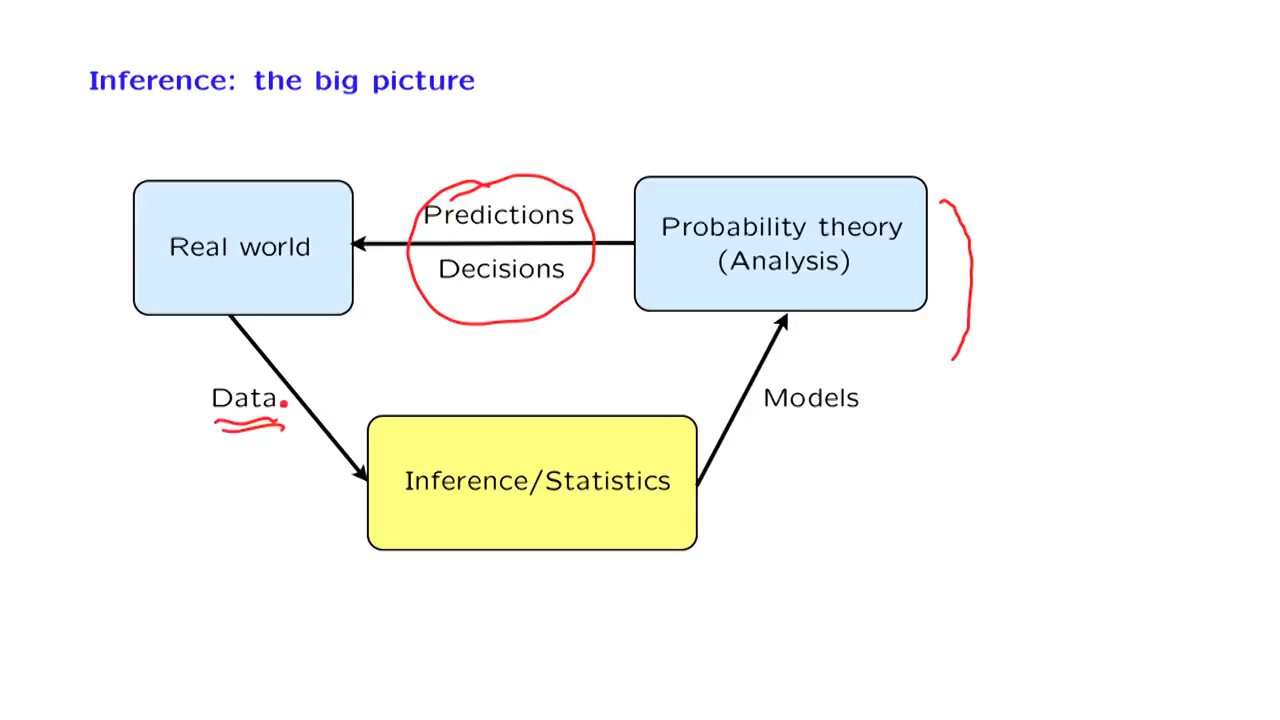 Inference: the big picture
Real world
Predictions
Decisions
Probability theory
(Analysis)
Data
Models
Inference/Statistics